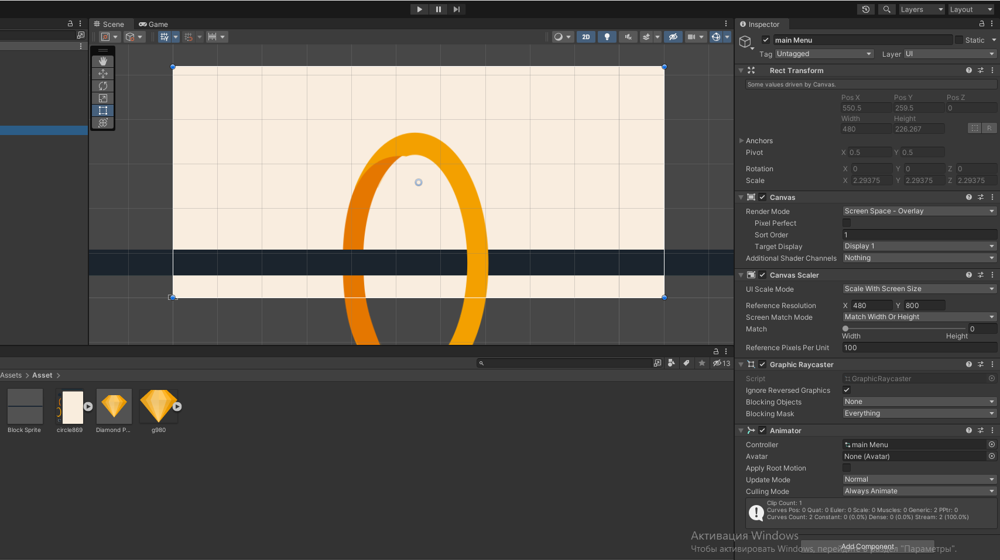 Layers
Layout
Scene
Game
2D
Inspector
main Menu
Static
Tag
Untagged
Layer
UI
Rect Transform
Some values driven by Canvas.
Pos X
Pos Y
Pos Z
550.5
259.5
0
Width
Height
480
226.267
R
Anchors
Pivot
X 0.5
Y 0.5
Rotation
X 0
Y 0
Z 0
Scale
X 2.29375
Y 2.29375
Z 2.29375
Canvas
Render Mode
Screen Space - Overlay
Pixel Perfect
Sort Order
1
Target Display
Display 1
Additional Shader Channels
Nothing
Canvas Scaler
UI Scale Mode
Scale With Screen Size
Reference Resolution
X 480
Y 800
Screen Match Mode
Match Width Or Height
Match
0
Width
Height
Reference Pixels Per Unit
100
Graphic Raycaster
Script
GraphicRaycaster
Ignore Reversed Graphics
Blocking Objects
None
Blocking Mask
Everything
Animator
Controller
main Menu
Avatar
None (Avatar)
Apply Root Motion
Update Mode
Normal
Culling Mode
Always Animate
Clip Count: 1
Curves Pos: 0 Quat: 0 Euler: 0 Scale: 0 Muscles: 0 Generic: 2 PPtr: 0
Curves Count: 2 Constant: 0 (0.0%) Dense: 0 (0.0%) Stream: 2 (100.0%)
Add Component
Активация Windows
Чтобы активировать Windows, перейдите в раздел "Параметры".
13
Assets > Asset >
Block Sprite
circle869
Diamond P...
g980